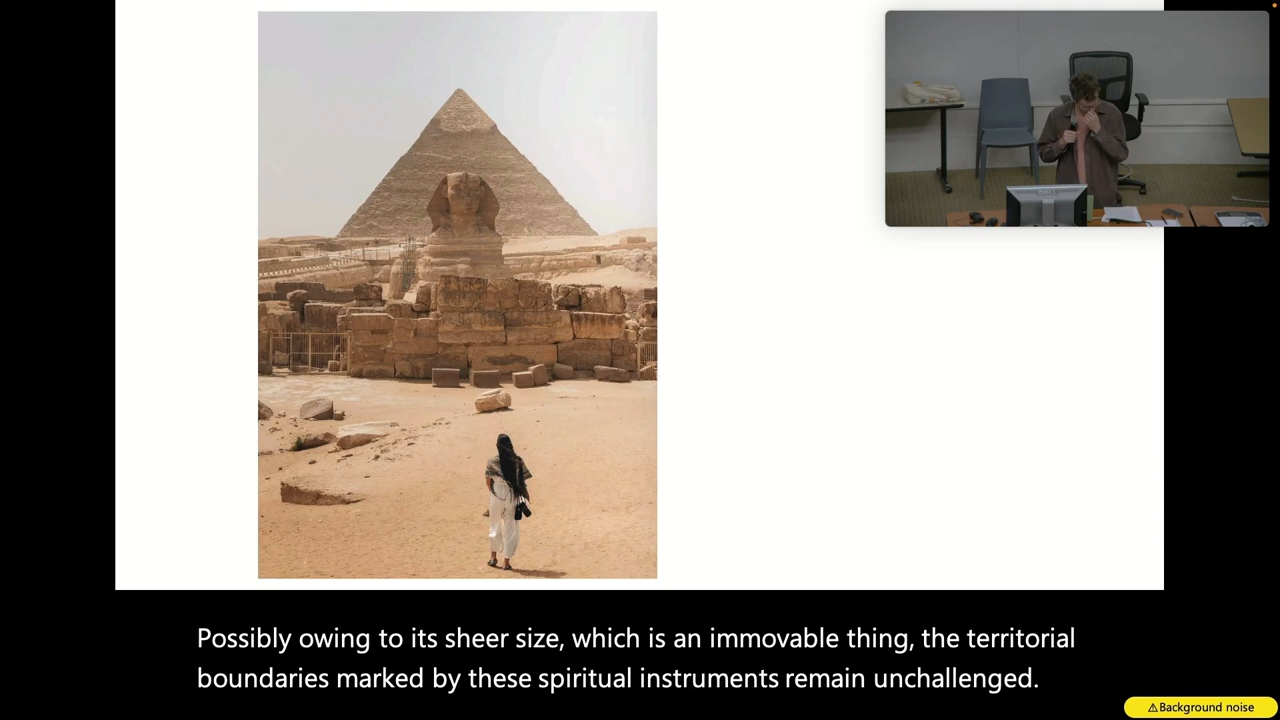 Possibly owing to its sheer size, which is an immovable thing, the territorial
boundaries marked by these spiritual instruments remain unchallenged.
⚠Background noise